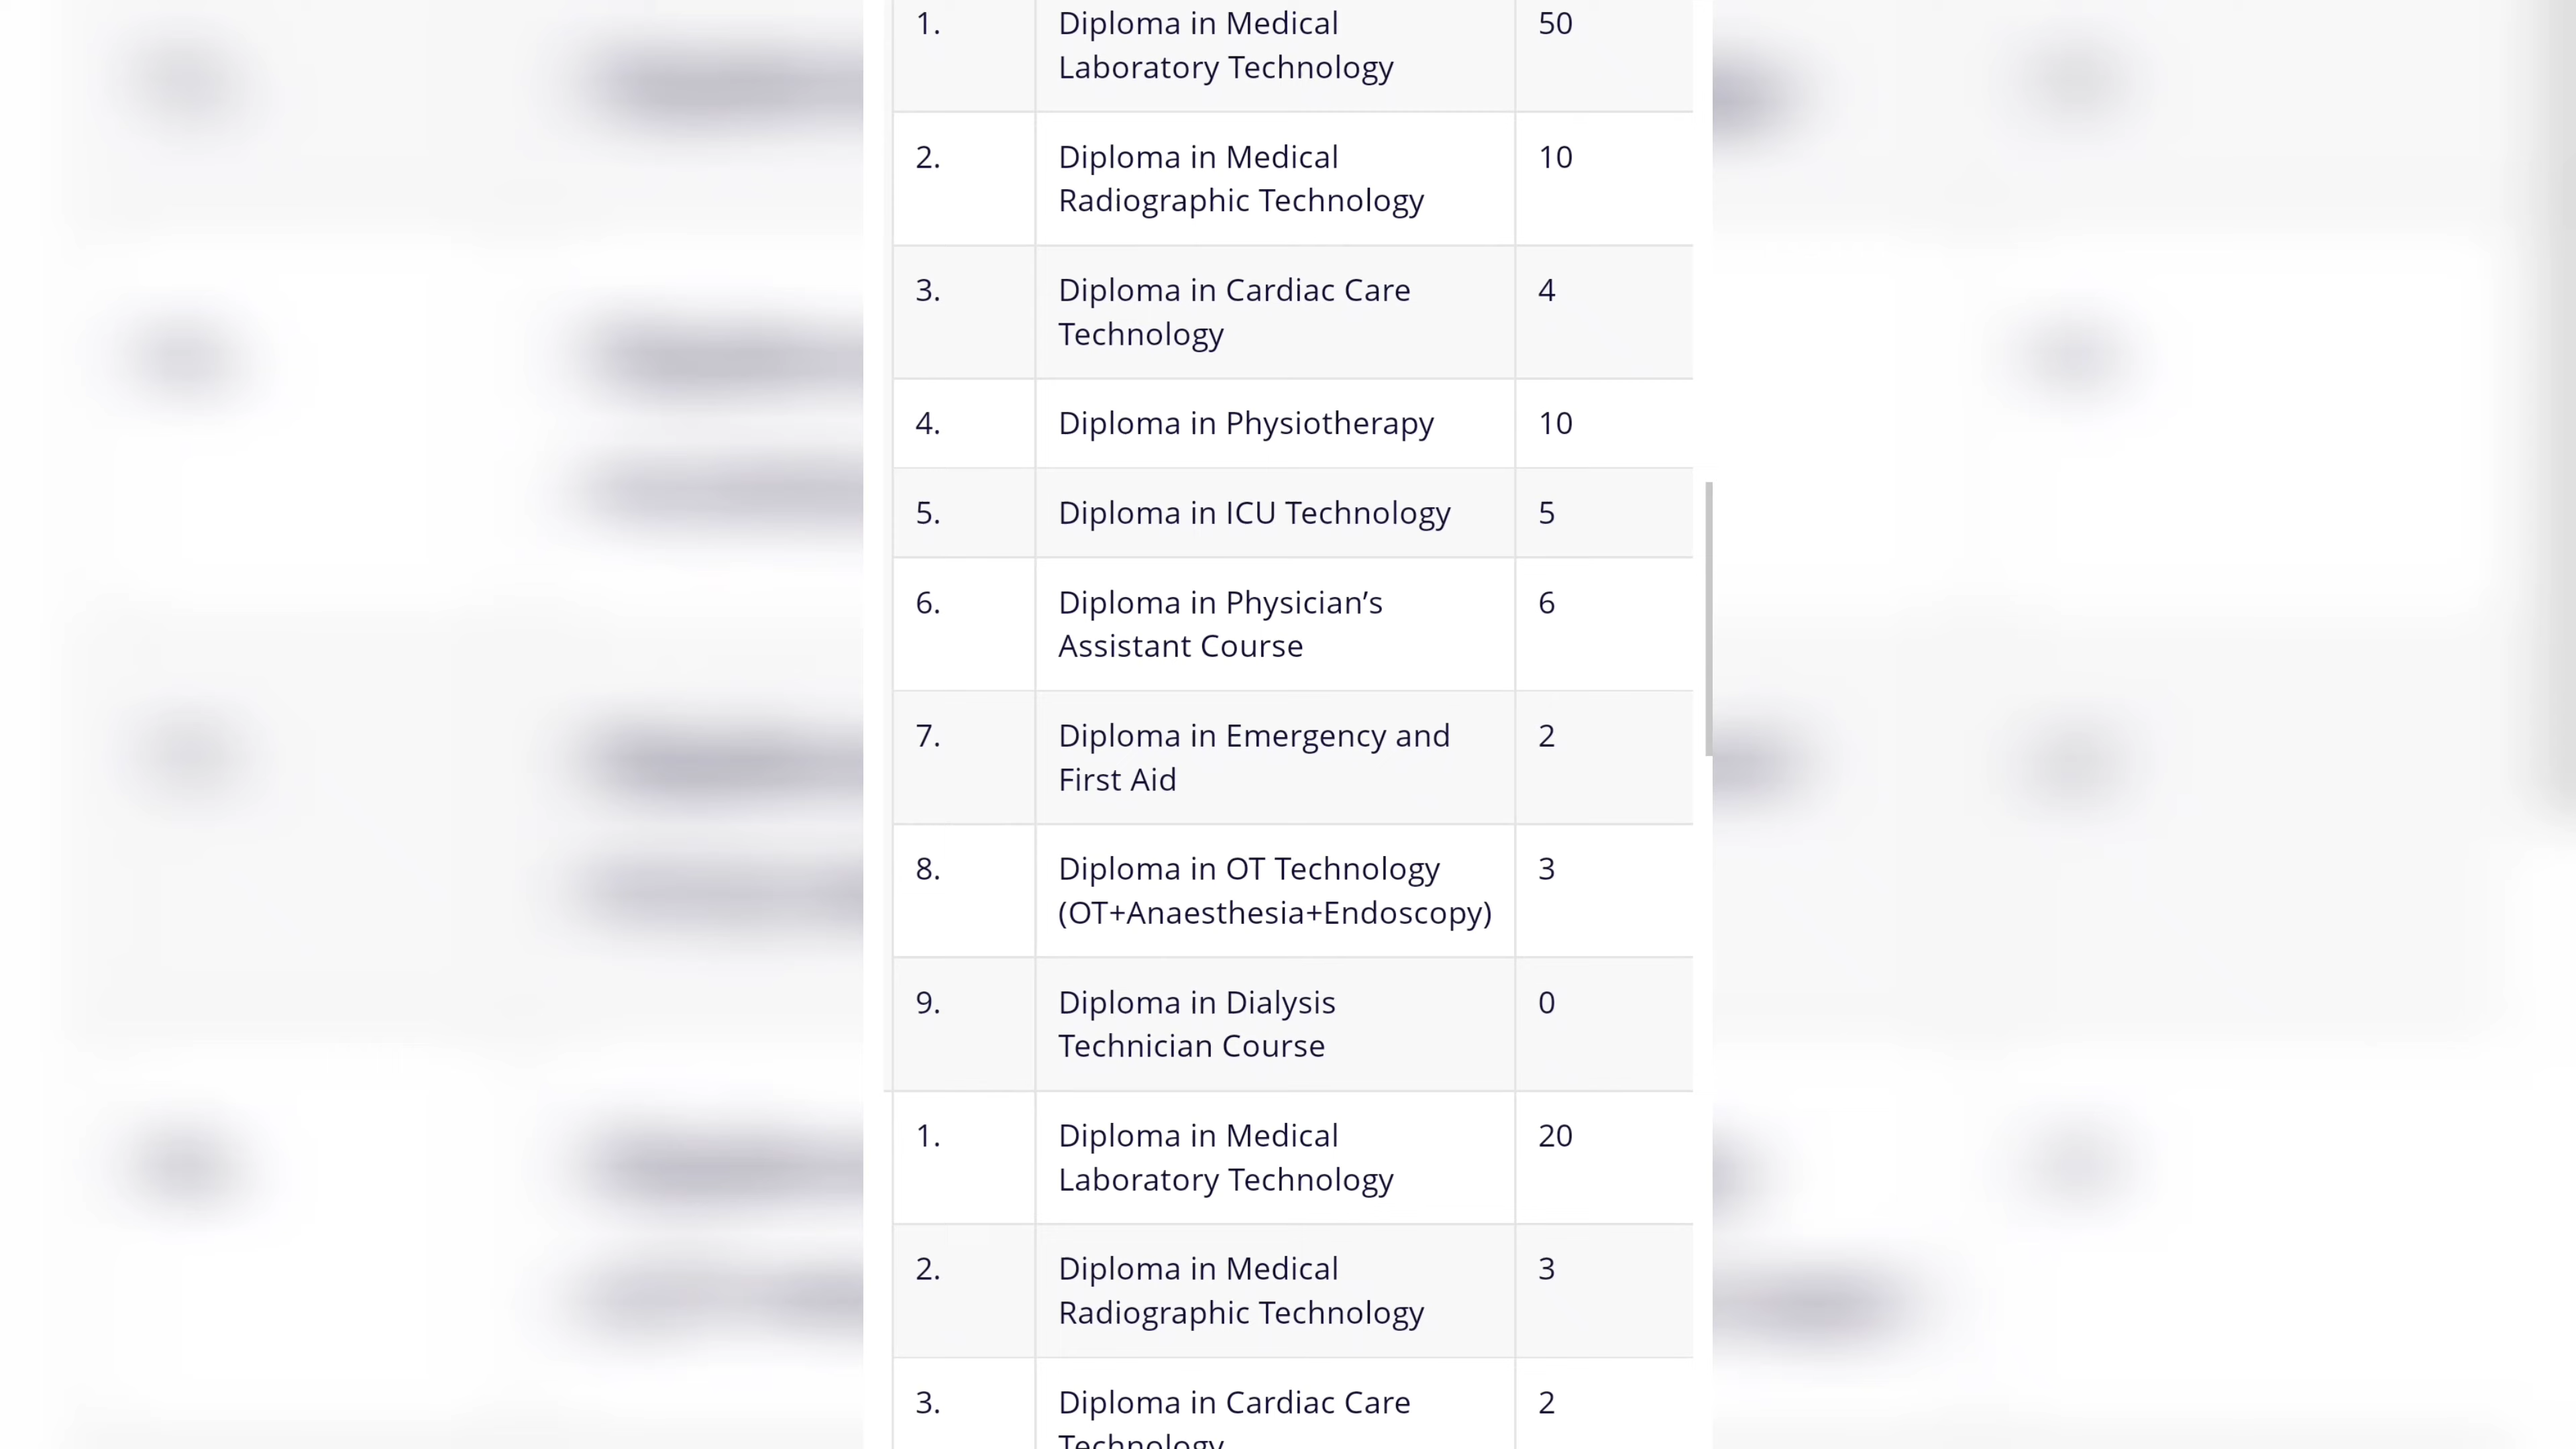 1. Diploma in Medical 50
Laboratory Technology
2. Diploma in Medical 10
Radiographic Technology
3. Diploma in Cardiac Care 4
Technology
4. Diploma in Physiotherapy 10
5. Diploma in ICU Technology 5
6. Diploma in Physician’s 6
Assistant Course
7. Diploma in Emergency and 2
First Aid
8. Diploma in OT Technology 3
(OT+Anaesthesia+Endoscopy)
9. Diploma in Dialysis 0
Technician Course
1. Diploma in Medical 20
Laboratory Technology
2. Diploma in Medical 3
Radiographic Technology
3. Diploma in Cardiac Care 2
Technology